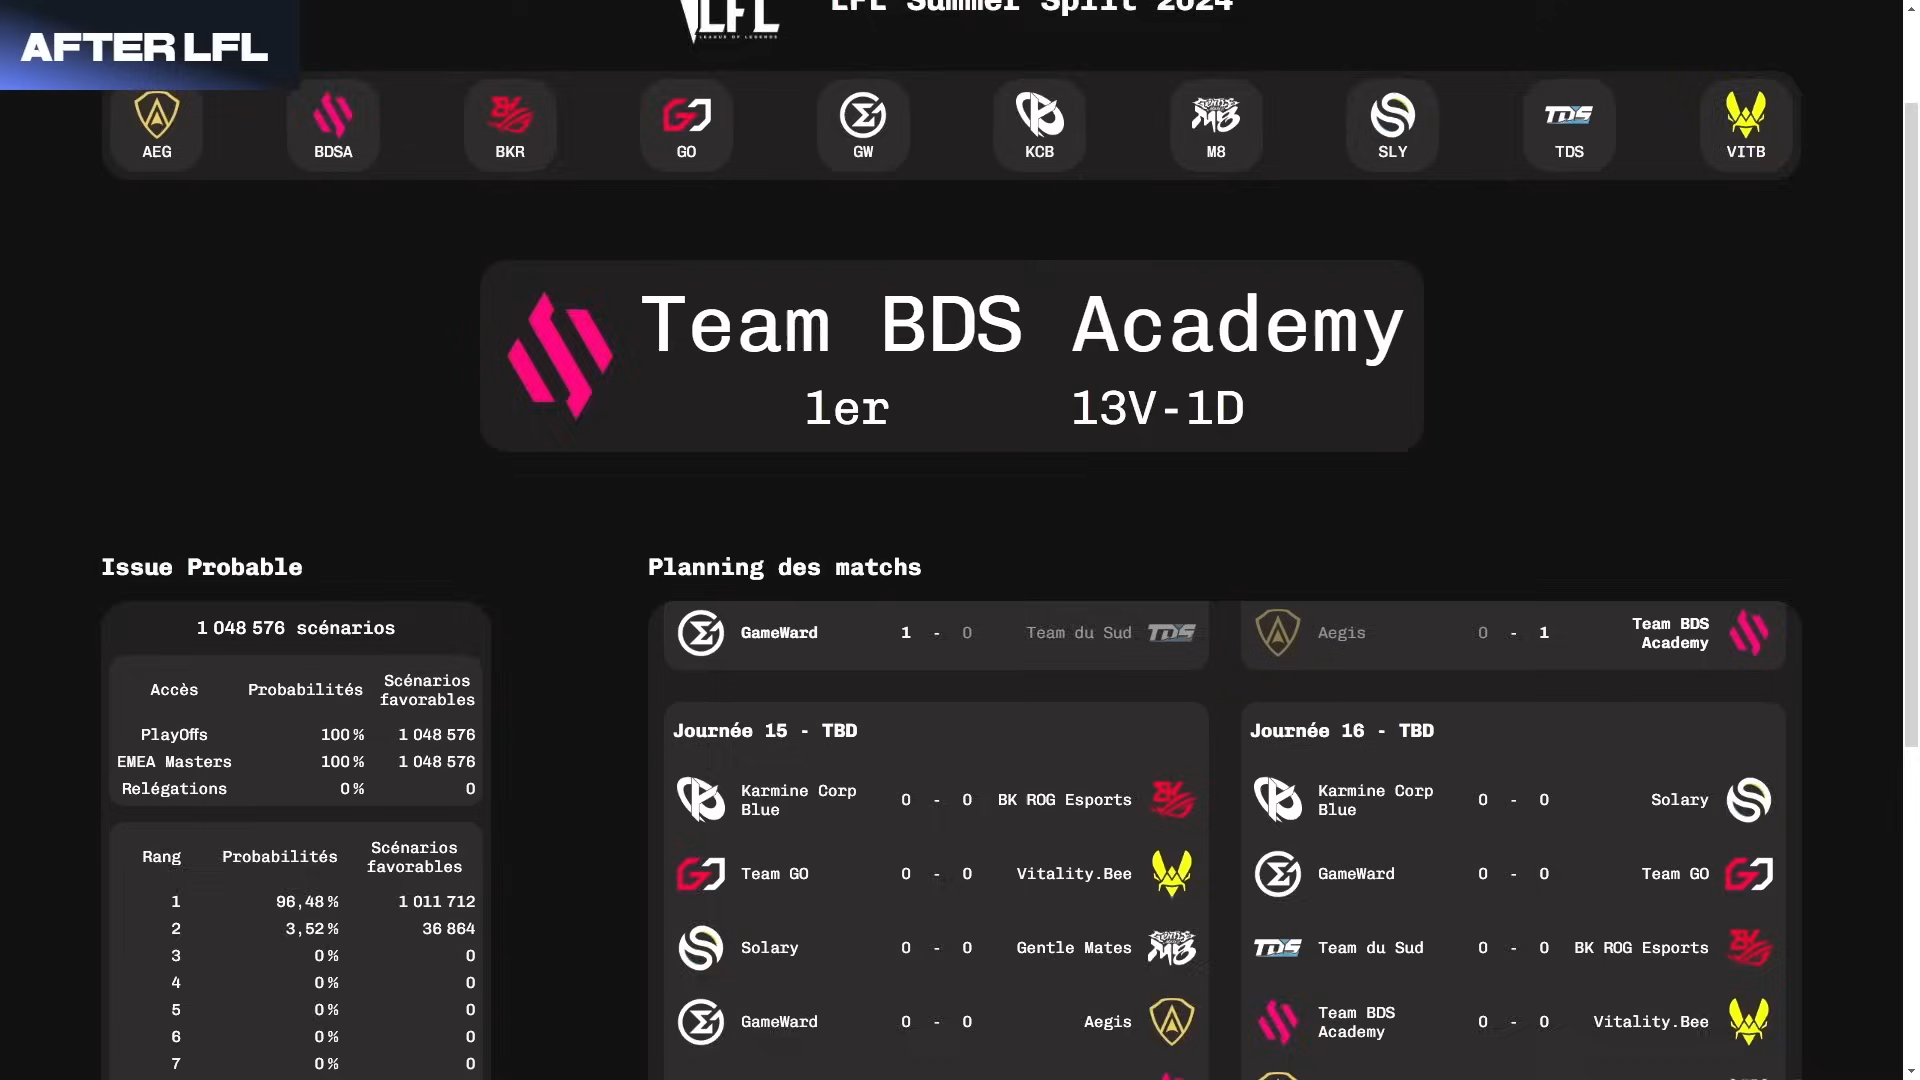 LFL Summer Split 2024
LFL
LEAGUE OF LEGENDS
AFTER LFL
AEG
BDSA
BKR
GO
GW
KCB
M8
SLY
TDS
TDS
VITB
Team BDS Academy
1er 13V-1D
Issue Probable
1 048 576 scénarios
Accès Probabilités Scénarios favorables
PlayOffs 100 % 1 048 576
EMEA Masters 100 % 1 048 576
Relégations 0 % 0
Rang Probabilités Scénarios favorables
1 96,48 % 1 011 712
2 3,52 % 36 864
3 0 % 0
4 0 % 0
5 0 % 0
6 0 % 0
7 0 % 0
Planning des matchs
GameWard 1 - 0 Team du Sud TDS
Aegis 0 - 1 Team BDS Academy
Journée 15 - TBD
Karmine Corp Blue 0 - 0 BK ROG Esports
Team GO 0 - 0 Vitality.Bee
Solary 0 - 0 Gentle Mates
GameWard 0 - 0 Aegis
Journée 16 - TBD
Karmine Corp Blue 0 - 0 Solary
GameWard 0 - 0 Team GO
TDS Team du Sud 0 - 0 BK ROG Esports
Team BDS Academy 0 - 0 Vitality.Bee